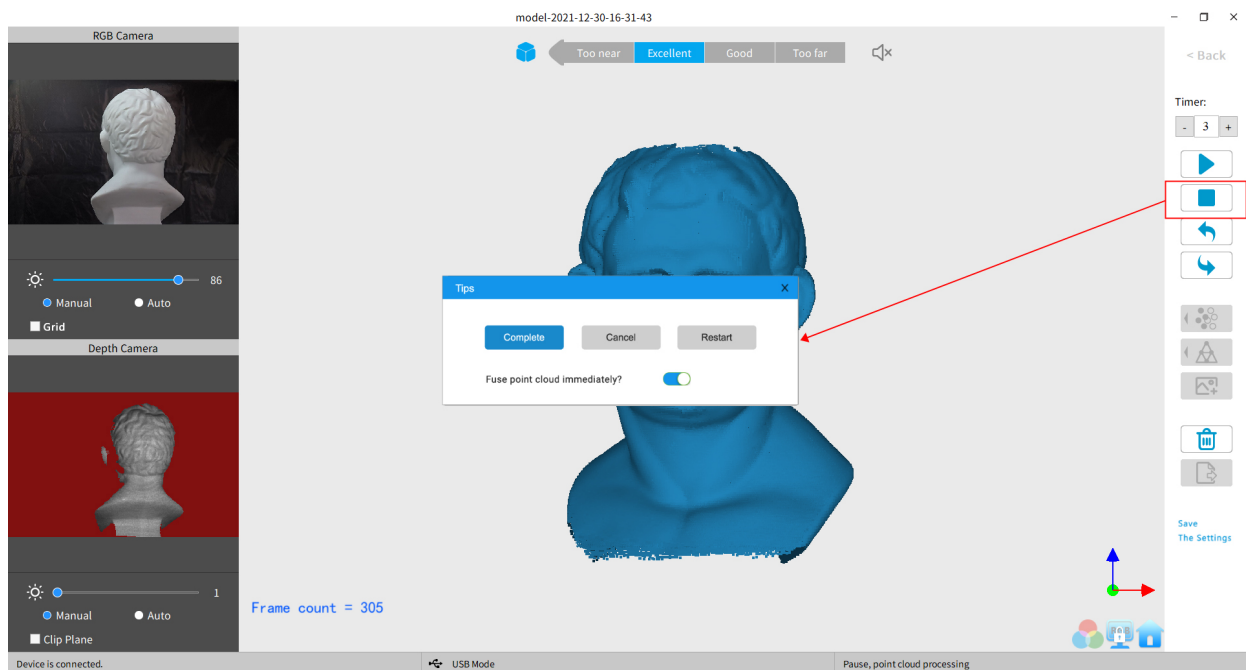 model-2021-12-30-16-31-43
RGB Camera
Too near
Excellent
Good
Too far
< Back
Timer:
- 3 +
86
Manual
Auto
Grid
Depth Camera
Tips
X
Complete
Cancel
Restart
Fuse point cloud immediately?
1
Manual
Auto
Clip Plane
Frame count = 305
Save
The Settings
Device is connected.
USB Mode
Pause, point cloud processing